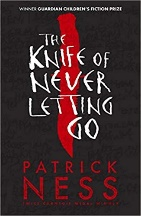 WINNER GUARDIAN CHILDREN'S FICTION PRIZE
THE
KNIFE OF
NEVER
LETTING
GO
PATRICK
NESS